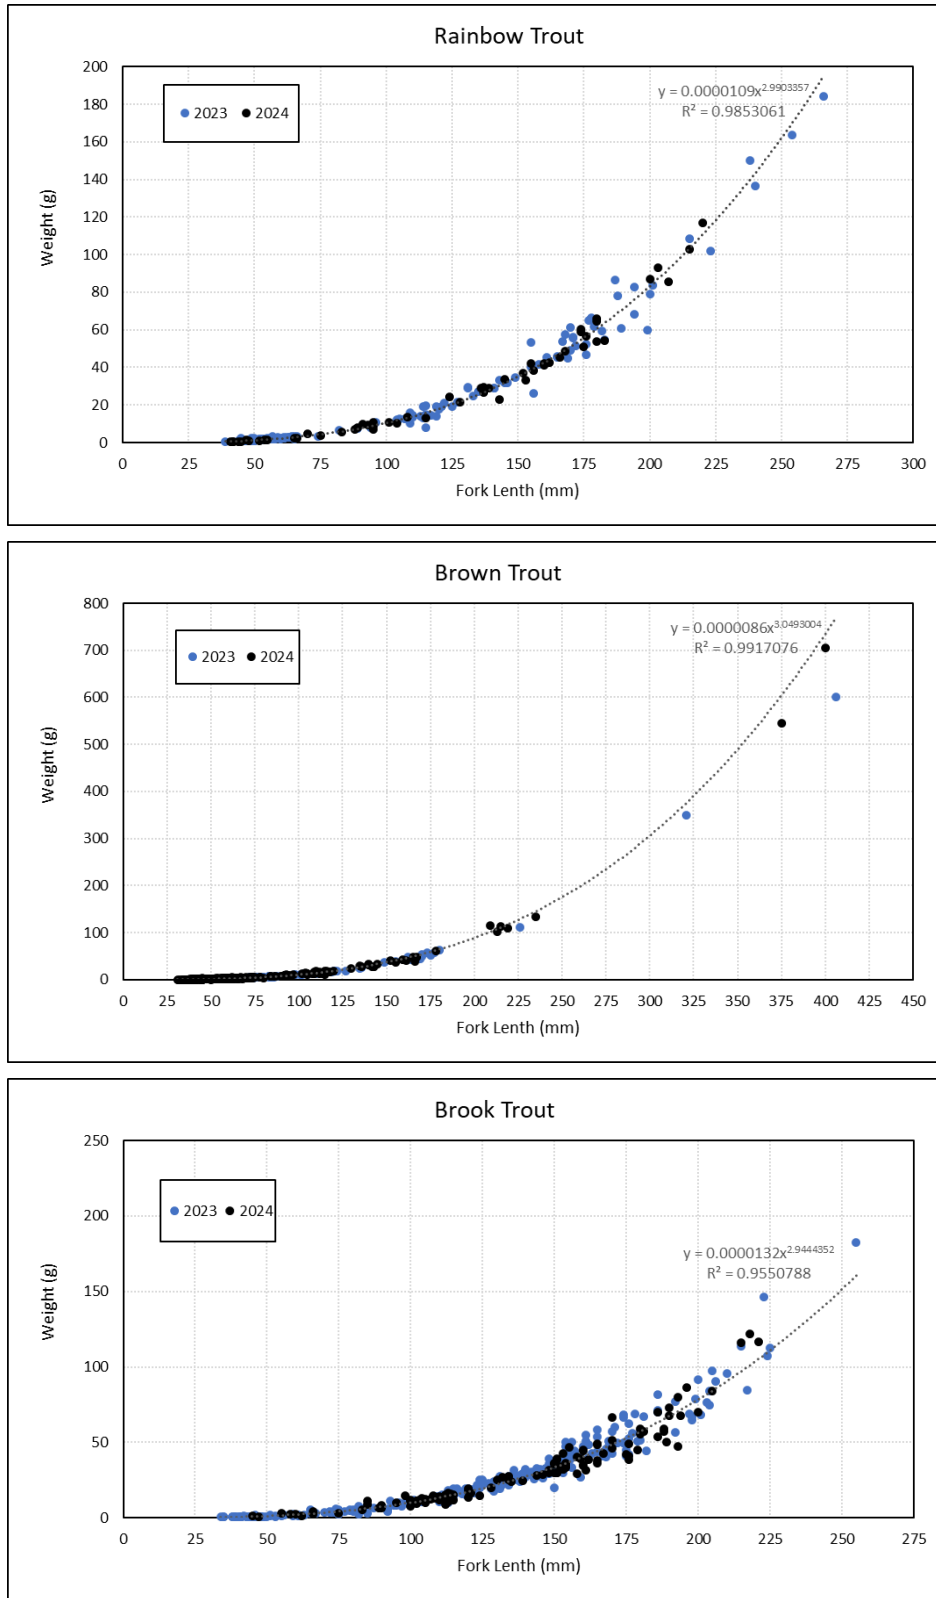 Rainbow Trout
200
180
160
140
120
100
80
60
40
20
0
Weight (g)
2023 2024
y = 0.0000109x^2.9903357
R² = 0.9853061
0 25 50 75 100 125 150 175 200 225 250 275 300
Fork Lenth (mm)
Brown Trout
800
700
600
500
400
300
200
100
0
Weight (g)
2023 2024
y = 0.0000086x^3.0493004
R² = 0.9917076
0 25 50 75 100 125 150 175 200 225 250 275 300 325 350 375 400 425 450
Fork Lenth (mm)
Brook Trout
250
200
150
100
50
0
Weight (g)
2023 2024
y = 0.0000132x^2.9444352
R² = 0.9550788
0 25 50 75 100 125 150 175 200 225 250 275
Fork Lenth (mm)